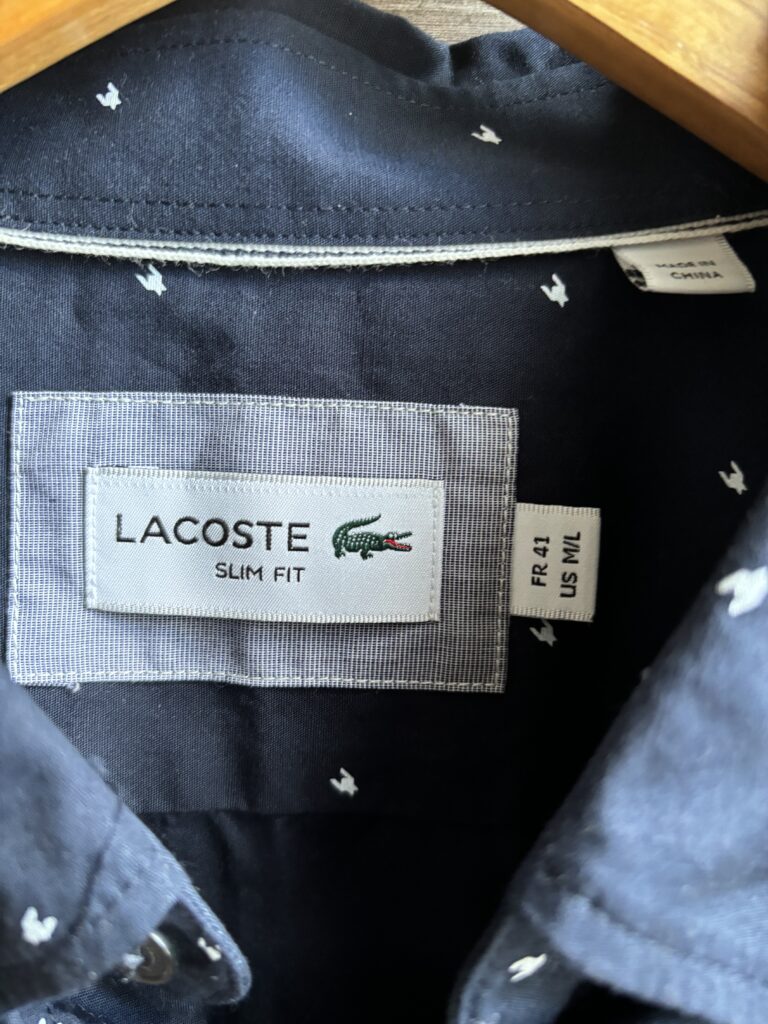 MADE IN
CHINA
LACOSTE
SLIM FIT
FR 41
US M/L